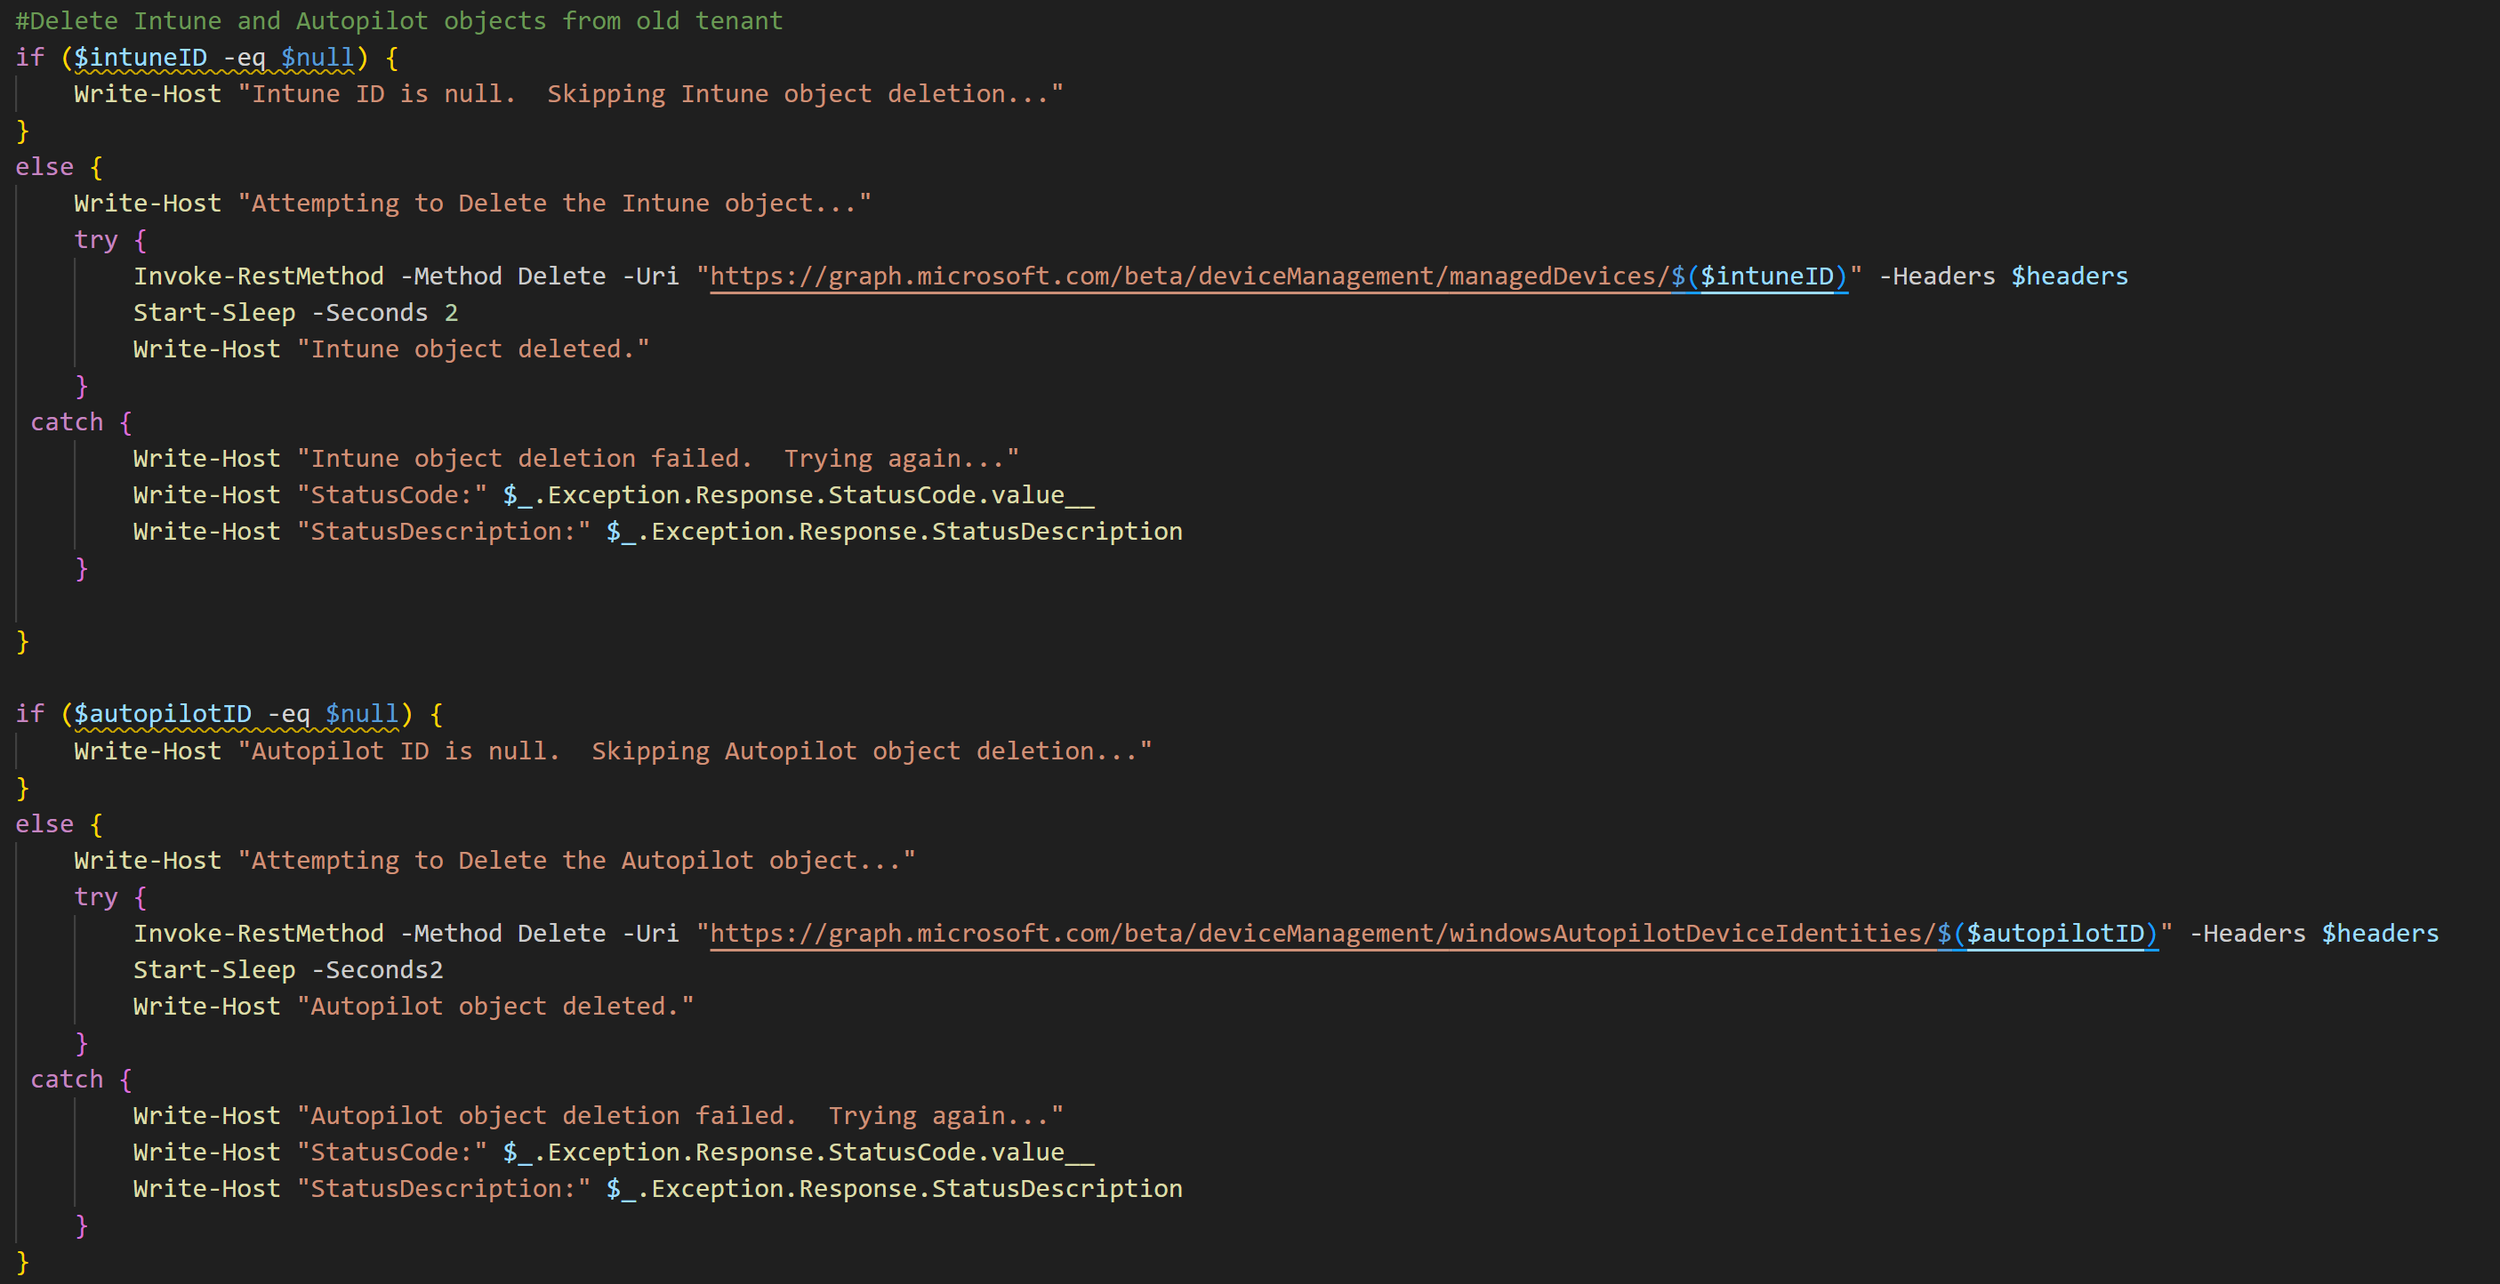 #Delete Intune and Autopilot objects from old tenant
if ($intuneID -eq $null) {
    Write-Host "Intune ID is null.  Skipping Intune object deletion..."
}
else {
    Write-Host "Attempting to Delete the Intune object..."
    try {
        Invoke-RestMethod -Method Delete -Uri "https://graph.microsoft.com/beta/deviceManagement/managedDevices/$($intuneID)" -Headers $headers
        Start-Sleep -Seconds 2
        Write-Host "Intune object deleted."
    }
 catch {
        Write-Host "Intune object deletion failed.  Trying again..."
        Write-Host "StatusCode:" $_.Exception.Response.StatusCode.value__
        Write-Host "StatusDescription:" $_.Exception.Response.StatusDescription
    }

}

if ($autopilotID -eq $null) {
    Write-Host "Autopilot ID is null.  Skipping Autopilot object deletion..."
}
else {
    Write-Host "Attempting to Delete the Autopilot object..."
    try {
        Invoke-RestMethod -Method Delete -Uri "https://graph.microsoft.com/beta/deviceManagement/windowsAutopilotDeviceIdentities/$($autopilotID)" -Headers $headers
        Start-Sleep -Seconds2
        Write-Host "Autopilot object deleted."
    }
 catch {
        Write-Host "Autopilot object deletion failed.  Trying again..."
        Write-Host "StatusCode:" $_.Exception.Response.StatusCode.value__
        Write-Host "StatusDescription:" $_.Exception.Response.StatusDescription
    }
}